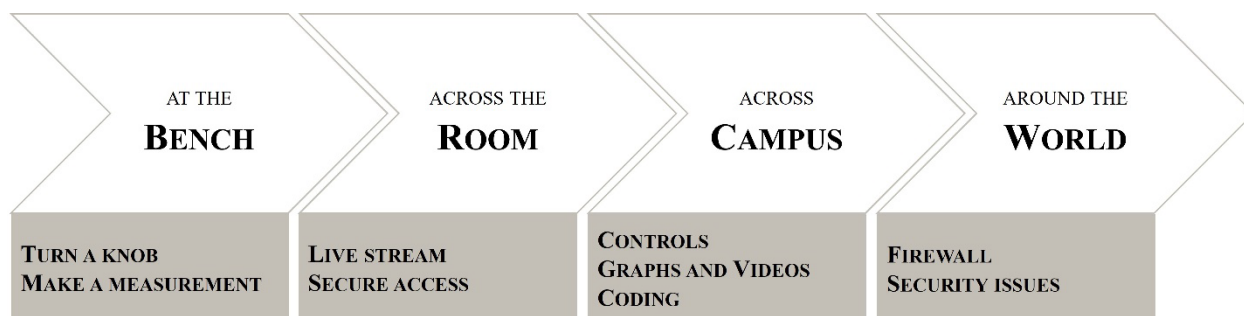 AT THE
BENCH
ACROSS THE
ROOM
ACROSS
CAMPUS
AROUND THE
WORLD
TURN A KNOB
MAKE A MEASUREMENT
LIVE STREAM
SECURE ACCESS
CONTROLS
GRAPHS AND VIDEOS
CODING
FIREWALL
SECURITY ISSUES